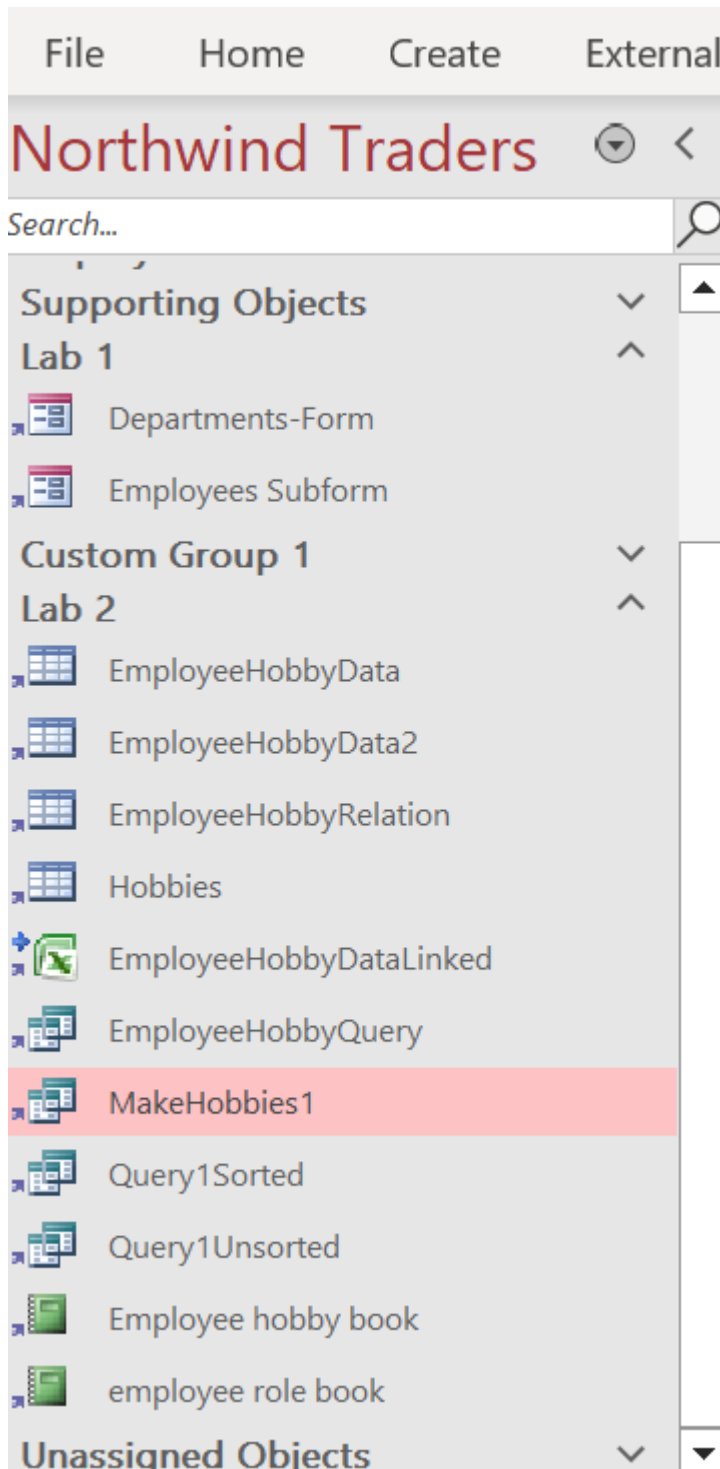 File Home Create External
Northwind Traders
Search...
Supporting Objects
Lab 1
Departments-Form
Employees Subform
Custom Group 1
Lab 2
EmployeeHobbyData
EmployeeHobbyData2
EmployeeHobbyRelation
Hobbies
EmployeeHobbyDataLinked
EmployeeHobbyQuery
MakeHobbies1
Query1Sorted
Query1Unsorted
Employee hobby book
employee role book
Unassigned Objects